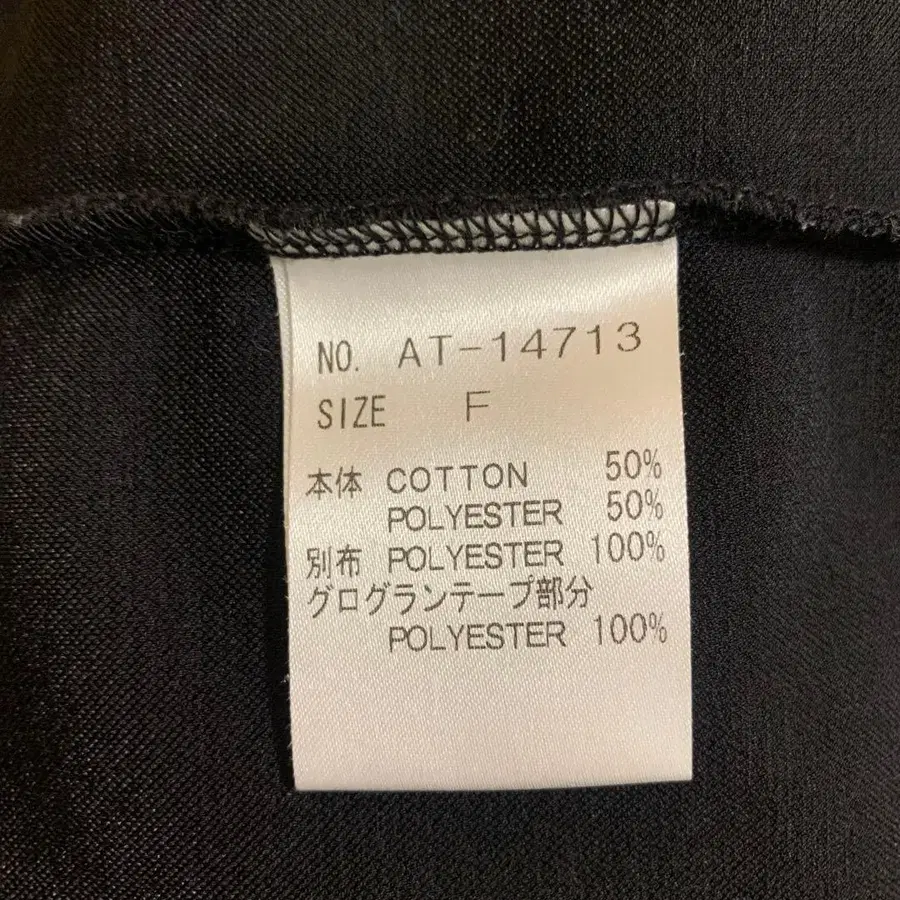 NO. AT-14713
SIZE F
本体 COTTON 50%
POLYESTER 50%
別布 POLYESTER 100%
グログランテープ部分
POLYESTER 100%